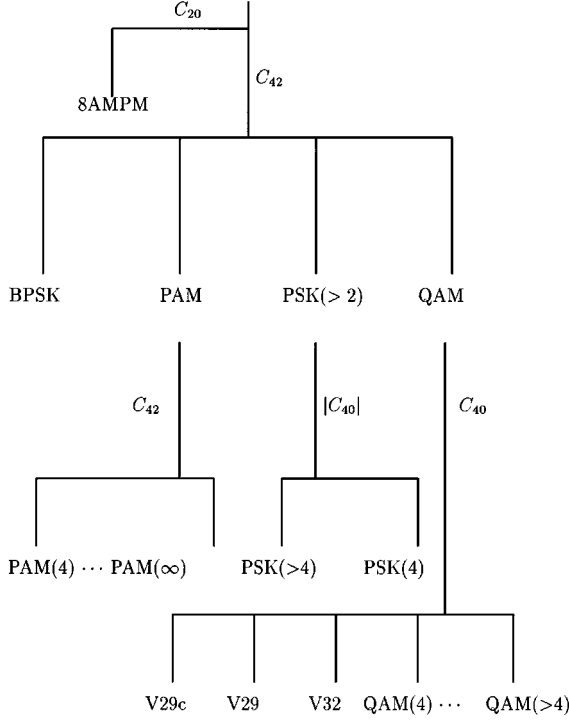 C₂₀
C₄₂
8AMPM
BPSK PAM PSK(> 2) QAM
C₄₂ |C₄₀| C₄₀
PAM(4) ··· PAM(∞) PSK(>4) PSK(4)
V29c V29 V32 QAM(4) ··· QAM(>4)